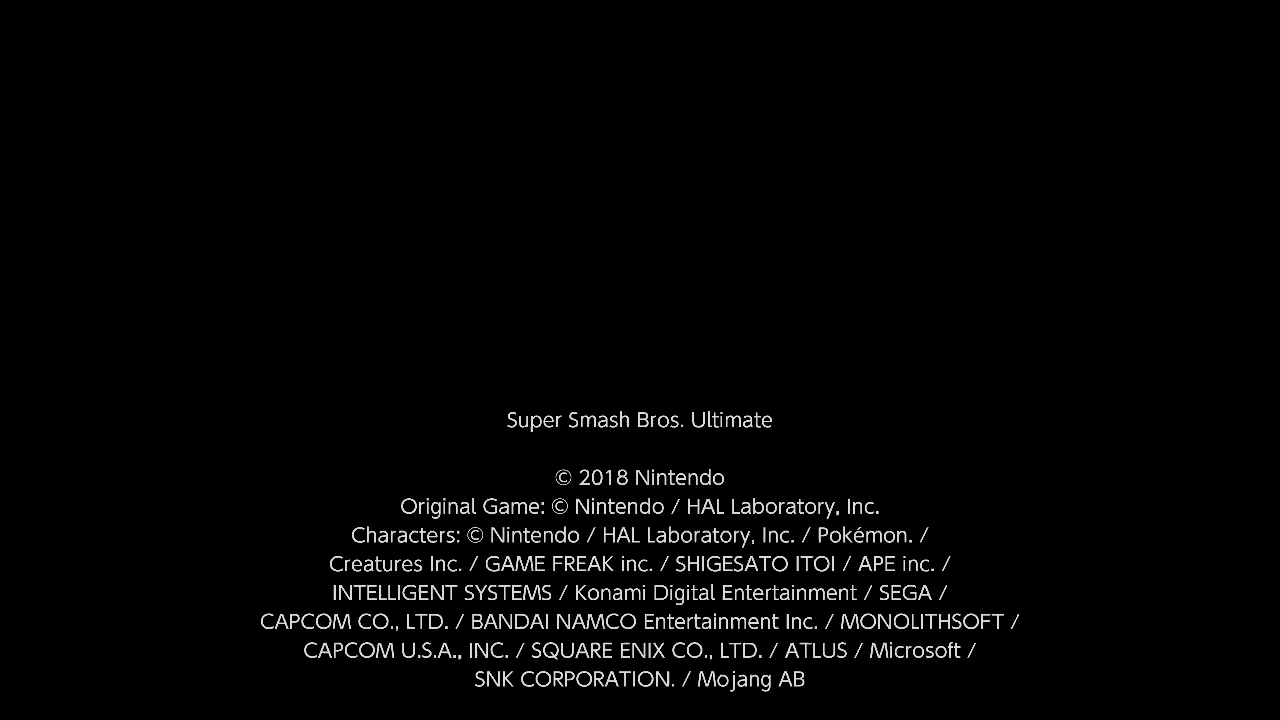 Super Smash Bros. Ultimate
© 2018 Nintendo
Original Game: © Nintendo / HAL Laboratory, Inc.
Characters: © Nintendo / HAL Laboratory, Inc. / Pokémon. /
Creatures Inc. / GAME FREAK inc. / SHIGESATO ITOI / APE inc. /
INTELLIGENT SYSTEMS / Konami Digital Entertainment / SEGA /
CAPCOM CO., LTD. / BANDAI NAMCO Entertainment Inc. / MONOLITHSOFT /
CAPCOM U.S.A., INC. / SQUARE ENIX CO., LTD. / ATLUS / Microsoft /
SNK CORPORATION. / Mojang AB